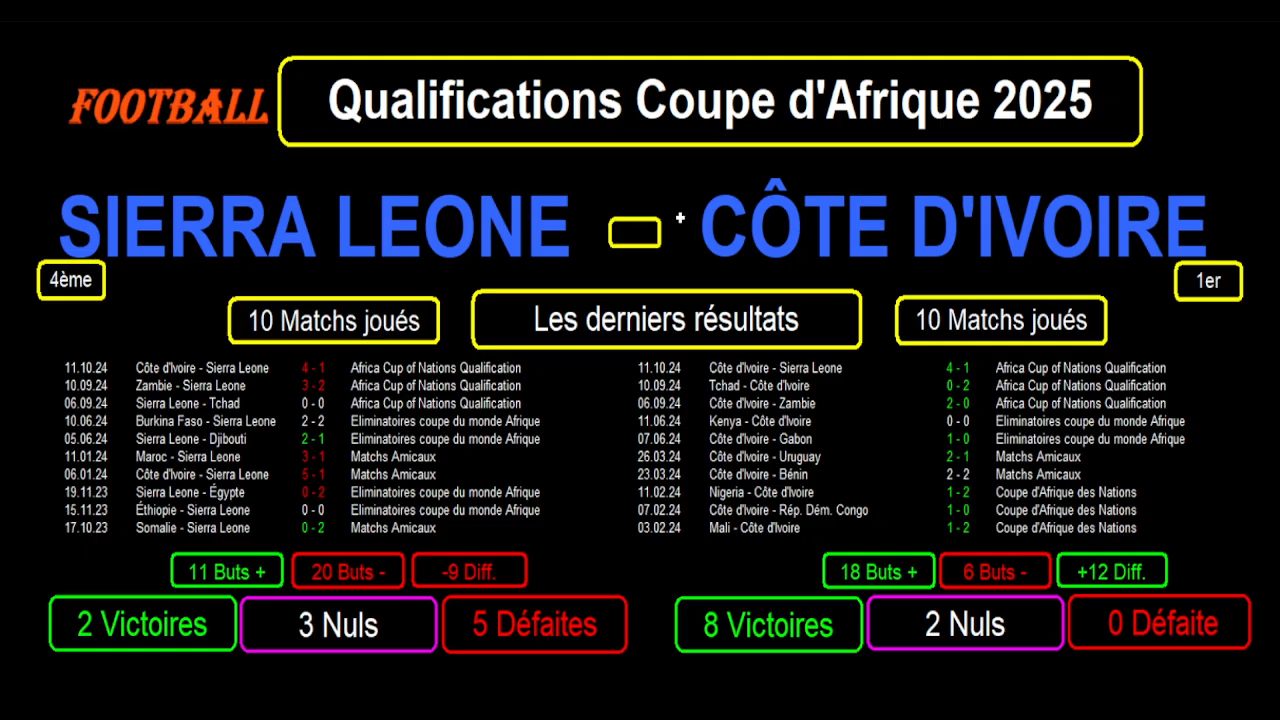 FOOTBALL
Qualifications Coupe d'Afrique 2025
SIERRA LEONE
+
CÔTE D'IVOIRE
4ème
1er
10 Matchs joués
Les derniers résultats
10 Matchs joués
11.10.24 Côte d'Ivoire - Sierra Leone 4 - 1 Africa Cup of Nations Qualification
10.09.24 Zambie - Sierra Leone 3 - 2 Africa Cup of Nations Qualification
06.09.24 Sierra Leone - Tchad 0 - 0 Africa Cup of Nations Qualification
10.06.24 Burkina Faso - Sierra Leone 2 - 2 Eliminatoires coupe du monde Afrique
05.06.24 Sierra Leone - Djibouti 2 - 1 Eliminatoires coupe du monde Afrique
11.01.24 Maroc - Sierra Leone 3 - 1 Matchs Amicaux
06.01.24 Côte d'Ivoire - Sierra Leone 5 - 1 Matchs Amicaux
19.11.23 Sierra Leone - Égypte 0 - 2 Eliminatoires coupe du monde Afrique
15.11.23 Éthiopie - Sierra Leone 0 - 0 Eliminatoires coupe du monde Afrique
17.10.23 Somalie - Sierra Leone 0 - 2 Matchs Amicaux
11.10.24 Côte d'Ivoire - Sierra Leone 4 - 1 Africa Cup of Nations Qualification
10.09.24 Tchad - Côte d'Ivoire 0 - 2 Africa Cup of Nations Qualification
06.09.24 Côte d'Ivoire - Zambie 2 - 0 Africa Cup of Nations Qualification
11.06.24 Kenya - Côte d'Ivoire 0 - 0 Eliminatoires coupe du monde Afrique
07.06.24 Côte d'Ivoire - Gabon 1 - 0 Eliminatoires coupe du monde Afrique
26.03.24 Côte d'Ivoire - Uruguay 2 - 1 Matchs Amicaux
23.03.24 Côte d'Ivoire - Bénin 2 - 2 Matchs Amicaux
11.02.24 Nigeria - Côte d'Ivoire 1 - 2 Coupe d'Afrique des Nations
07.02.24 Côte d'Ivoire - Rép. Dém. Congo 1 - 0 Coupe d'Afrique des Nations
03.02.24 Mali - Côte d'Ivoire 1 - 2 Coupe d'Afrique des Nations
11 Buts +
20 Buts -
-9 Diff.
18 Buts +
6 Buts -
+12 Diff.
2 Victoires
3 Nuls
5 Défaites
8 Victoires
2 Nuls
0 Défaite